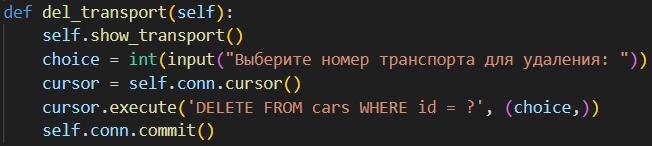 def del_transport(self):
    self.show_transport()
    choice = int(input("Выберите номер транспорта для удаления: "))
    cursor = self.conn.cursor()
    cursor.execute('DELETE FROM cars WHERE id = ?', (choice,))
    self.conn.commit()